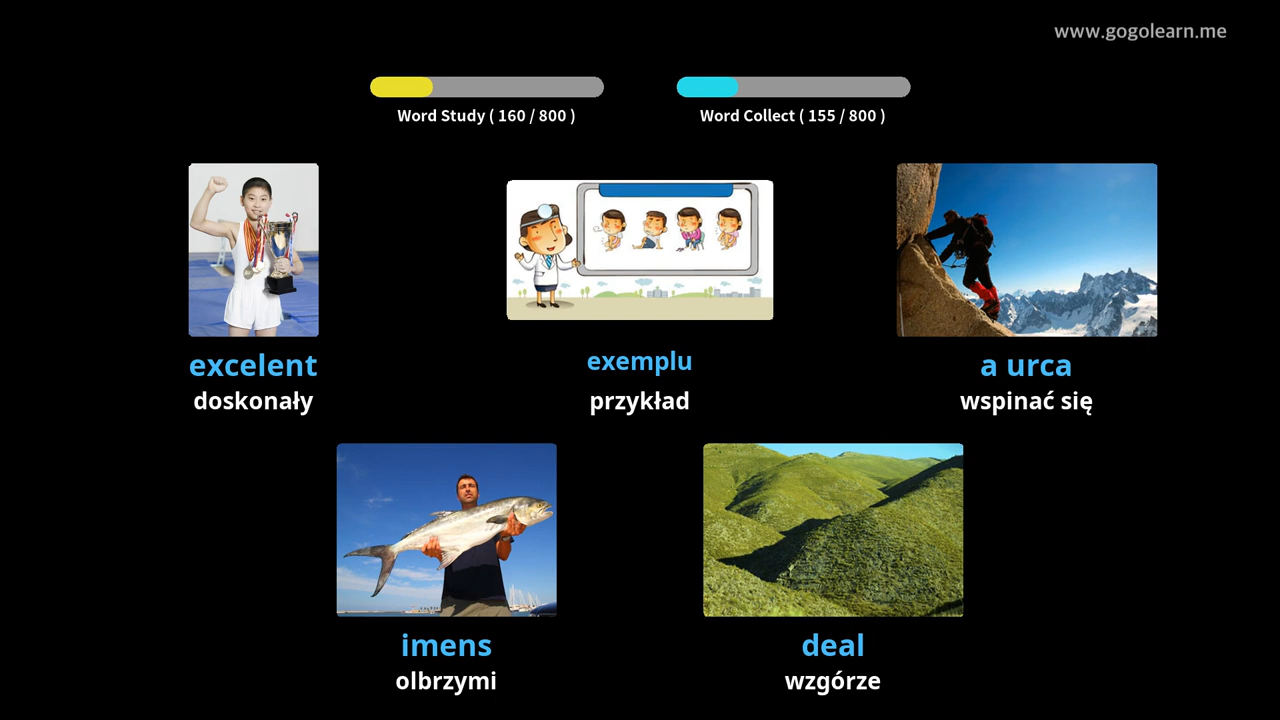 www.gogolearn.me
Word Study ( 160 / 800 )
Word Collect ( 155 / 800 )
excelent
doskonały
exemplu
przykład
a urca
wspinać się
imens
olbrzymi
deal
wzgórze